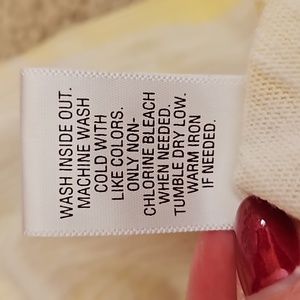 WASH INSIDE OUT.
MACHINE WASH
COLD WITH
LIKE COLORS.
ONLY NON-
CHLORINE BLEACH
WHEN NEEDED.
TUMBLE DRY LOW.
WARM IRON
IF NEEDED.